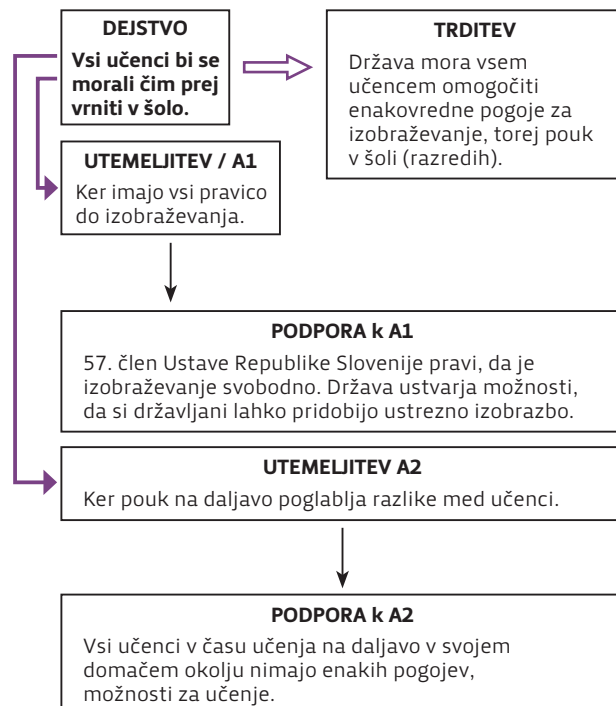 DEJSTVO
Vsi učenci bi se
morali čim prej
vrniti v šolo.
TRDITEV
Država mora vsem
učencem omogočiti
enakovredne pogoje za
izobraževanje, torej pouk
v šoli (razredih).
UTEMELJITEV / A1
Ker imajo vsi pravico
do izobraževanja.
PODPORA k A1
57. člen Ustave Republike Slovenije pravi, da je
izobraževanje svobodno. Država ustvarja možnosti,
da si državljani lahko pridobijo ustrezno izobrazbo.
UTEMELJITEV A2
Ker pouk na daljavo poglablja razlike med učenci.
PODPORA k A2
Vsi učenci v času učenja na daljavo v svojem
domačem okolju nimajo enakih pogojev,
možnosti za učenje.